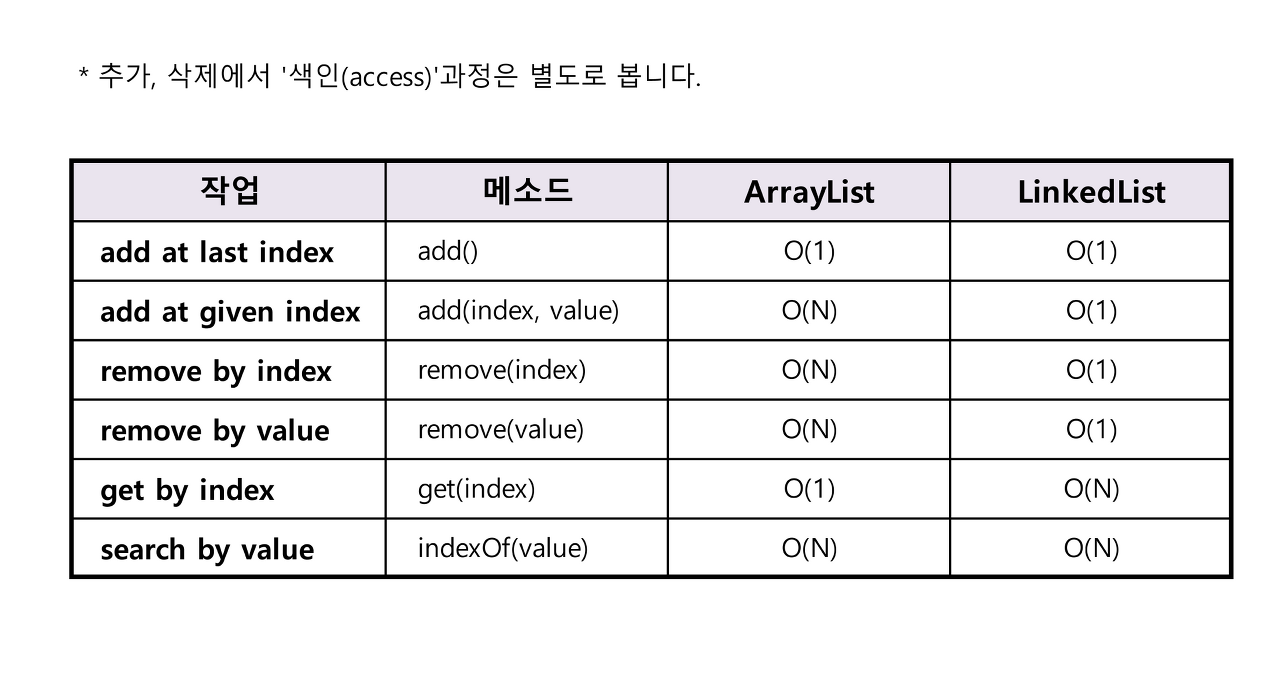 * 추가, 삭제에서 '색인(access)'과정은 별도로 봅니다.
작업 메소드 ArrayList LinkedList
add at last index add() O(1) O(1)
add at given index add(index, value) O(N) O(1)
remove by index remove(index) O(N) O(1)
remove by value remove(value) O(N) O(1)
get by index get(index) O(1) O(N)
search by value indexOf(value) O(N) O(N)